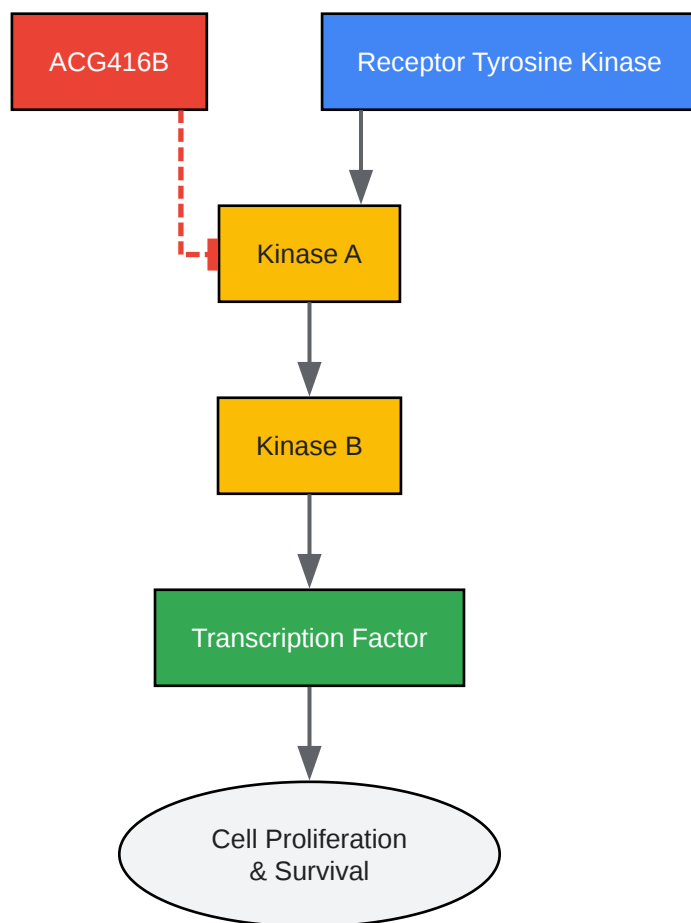 ACG416B
Receptor Tyrosine Kinase
Kinase A
Kinase B
Transcription Factor
Cell Proliferation
& Survival